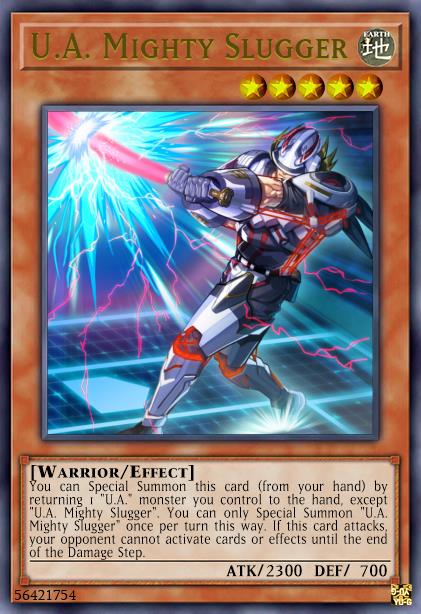 U.A. Mighty Slugger
EARTH
地
[Warrior/Effect]
You can Special Summon this card (from your hand) by
returning 1 "U.A." monster you control to the hand, except
"U.A. Mighty Slugger". You can only Special Summon "U.A.
Mighty Slugger" once per turn this way. If this card attacks,
your opponent cannot activate cards or effects until the end
of the Damage Step.
ATK/2300 DEF/ 700
56421754